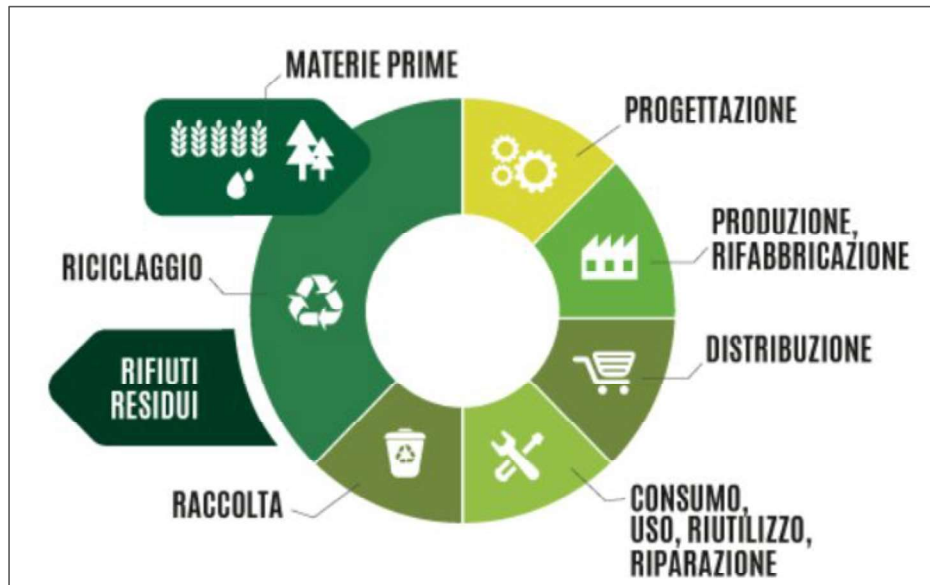 MATERIE PRIME
PROGETTAZIONE
PRODUZIONE,
RIFABBRICAZIONE
DISTRIBUZIONE
CONSUMO,
USO, RIUTILIZZO,
RIPARAZIONE
RACCOLTA
RIFIUTI
RESIDUI
RICICLAGGIO